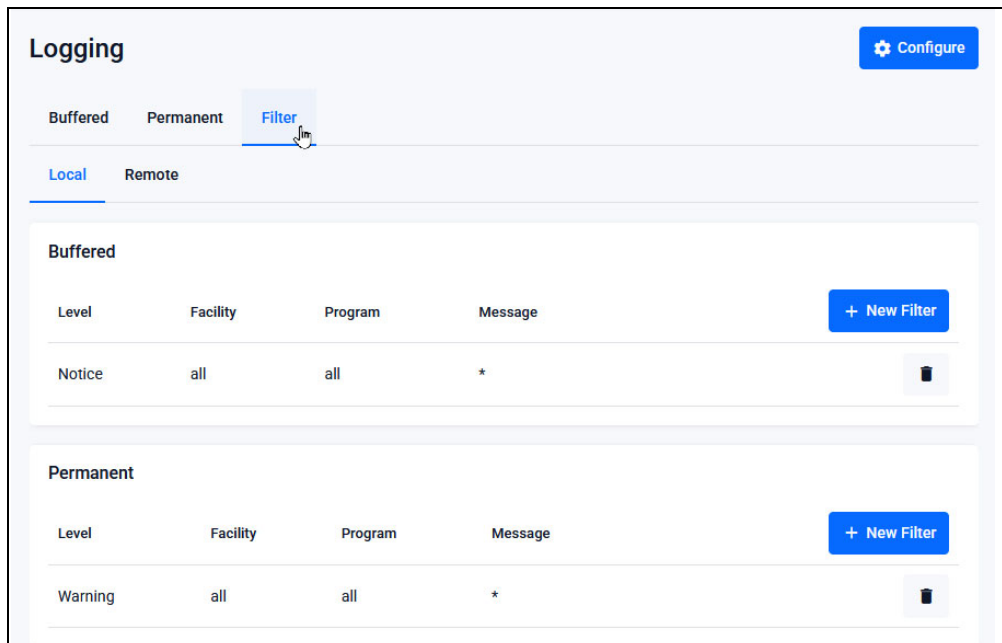 Logging
Configure
Buffered Permanent Filter
Local Remote
Buffered
Level Facility Program Message + New Filter
Notice all all *
Permanent
Level Facility Program Message + New Filter
Warning all all *